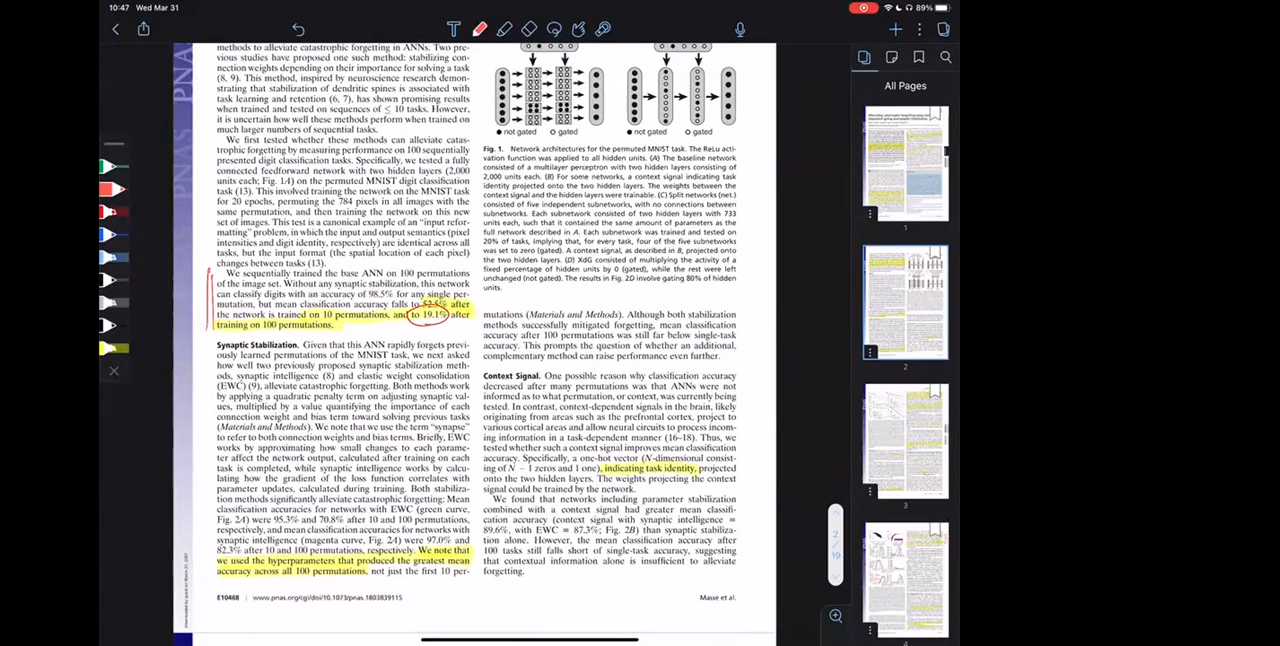 10:47 Wed Mar 31
89%
All Pages
methods to alleviate catastrophic forgetting in ANNs. Two pre-
vious studies have proposed one such method: stabilizing con-
nection weights depending on their importance for solving a task
(8, 9). This method, inspired by neuroscience research demon-
strating that stabilization of dendritic spines is associated with
task learning and retention (6, 7), has shown promising results
when trained and tested on sequences of ≤ 10 tasks. However,
it is uncertain how well these methods perform when trained on
much larger numbers of sequential tasks.
We first tested whether these methods can alleviate catas-
trophic forgetting by measuring performance on 100 sequentially
presented digit classification tasks. Specifically, we tested a fully
connected feedforward network with two hidden layers (2,000
units each; Fig. 1A) on the permuted MNIST digit classification
task (13). This involved training the network on the MNIST task
for 20 epochs, permuting the 784 pixels in all images with the
same permutation, and then training the network on this new
set of images. This test is a canonical example of an “input refor-
matting” problem, in which the input and output semantics (pixel
intensities and digit identity, respectively) are identical across all
tasks, but the input format (the spatial location of each pixel)
changes between tasks (13).
We sequentially trained the base ANN on 100 permutations
of the image set. Without any synaptic stabilization, this network
can classify digits with an accuracy of 98.5% for any single per-
mutation, but mean classification accuracy falls to 52.5% after
the network is trained on 10 permutations, and to 19.1% after
training on 100 permutations.
Synaptic Stabilization. Given that this ANN rapidly forgets previ-
ously learned permutations of the MNIST task, we next asked
how well two previously proposed synaptic stabilization meth-
ods, synaptic intelligence (8) and elastic weight consolidation
(EWC) (9), alleviate catastrophic forgetting. Both methods work
by applying a quadratic penalty term on adjusting synaptic val-
ues, multiplied by a value quantifying the importance of each
connection weight and bias term toward solving previous tasks
(Materials and Methods). We note that we use the term “synapse”
to refer to both connection weights and bias terms. Briefly, EWC
works by approximating how small changes to each parame-
ter affect the network output, calculated after training on each
task is completed, while synaptic intelligence works by calcu-
lating how the gradient of the loss function correlates with
parameter updates, calculated during training. Both stabiliza-
tion methods significantly alleviate catastrophic forgetting: Mean
classification accuracies for networks with EWC (green curve,
Fig. 2A) were 95.3% and 70.8% after 10 and 100 permutations,
respectively, and mean classification accuracies for networks with
synaptic intelligence (magenta curve, Fig. 2A) were 97.0% and
82.3% after 10 and 100 permutations, respectively. We note that
we used the hyperparameters that produced the greatest mean
accuracy across all 100 permutations, not just the first 10 per-
not gated gated
not gated gated
Fig. 1. Network architectures for the permuted MNIST task. The ReLu acti-
vation function was applied to all hidden units. (A) The baseline network
consisted of a multilayer perceptron with two hidden layers consisting of
2,000 units each. (B) For some networks, a context signal indicating task
identity projected onto the two hidden layers. The weights between the
context signal and the hidden layers were trainable. (C) Split networks (net.)
consisted of five independent subnetworks, with no connections between
subnetworks. Each subnetwork consisted of two hidden layers with 733
units each, such that it contained the same amount of parameters as the
full network described in A. Each subnetwork was trained and tested on
20% of tasks, implying that, for every task, four of the five subnetworks
was set to zero (gated). A context signal, as described in B, projected onto
the two hidden layers. (D) XdG consisted of multiplying the activity of a
fixed percentage of hidden units by 0 (gated), while the rest were left
unchanged (not gated). The results in Fig. 2D involve gating 80% of hidden
units.
mutations (Materials and Methods). Although both stabilization
methods successfully mitigated forgetting, mean classification
accuracy after 100 permutations was still far below single-task
accuracy. This prompts the question of whether an additional,
complementary method can raise performance even further.
Context Signal. One possible reason why classification accuracy
decreased after many permutations was that ANNs were not
informed as to what permutation, or context, was currently being
tested. In contrast, context-dependent signals in the brain, likely
originating from areas such as the prefrontal cortex, project to
various cortical areas and allow neural circuits to process incom-
ing information in a task-dependent manner (16–18). Thus, we
tested whether such a context signal improves mean classification
accuracy. Specifically, a one-hot vector (N-dimensional consist-
ing of N − 1 zeros and 1 one), indicating task identity, projected
onto the two hidden layers. The weights projecting the context
signal could be trained by the network.
We found that networks including parameter stabilization
combined with a context signal had greater mean classifi-
cation accuracy (context signal with synaptic intelligence =
89.6%, with EWC = 87.3%; Fig. 2B) than synaptic stabiliza-
tion alone. However, the mean classification accuracy after
100 tasks still falls short of single-task accuracy, suggesting
that contextual information alone is insufficient to alleviate
forgetting.
E10468 | www.pnas.org/cgi/doi/10.1073/pnas.1803839115
Masse et al.
PNA
1
2
3
4
2
19